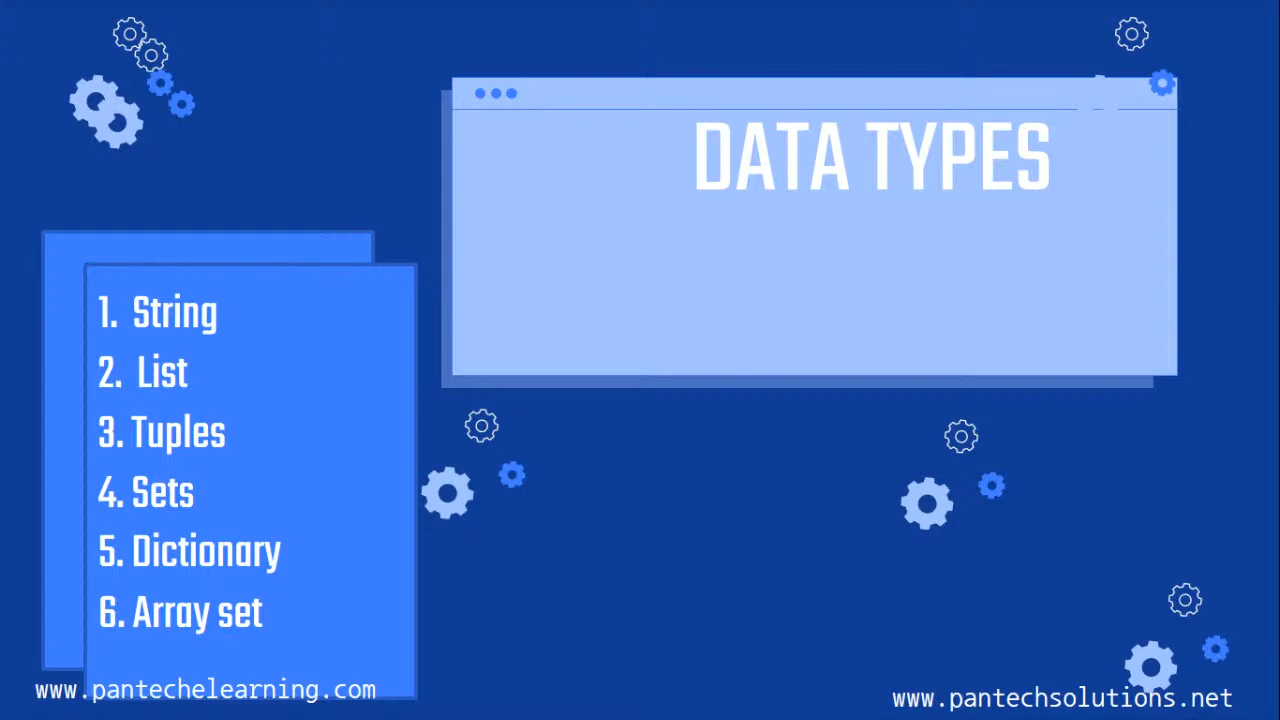 DATA TYPES
1. String
2. List
3. Tuples
4. Sets
5. Dictionary
6. Array set
www.pantechelearning.com
www.pantechsolutions.net